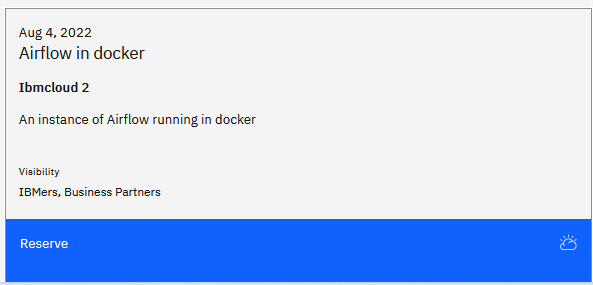 Aug 4, 2022
Airflow in docker
Ibmcloud 2
An instance of Airflow running in docker
Visibility
IBMers, Business Partners
Reserve